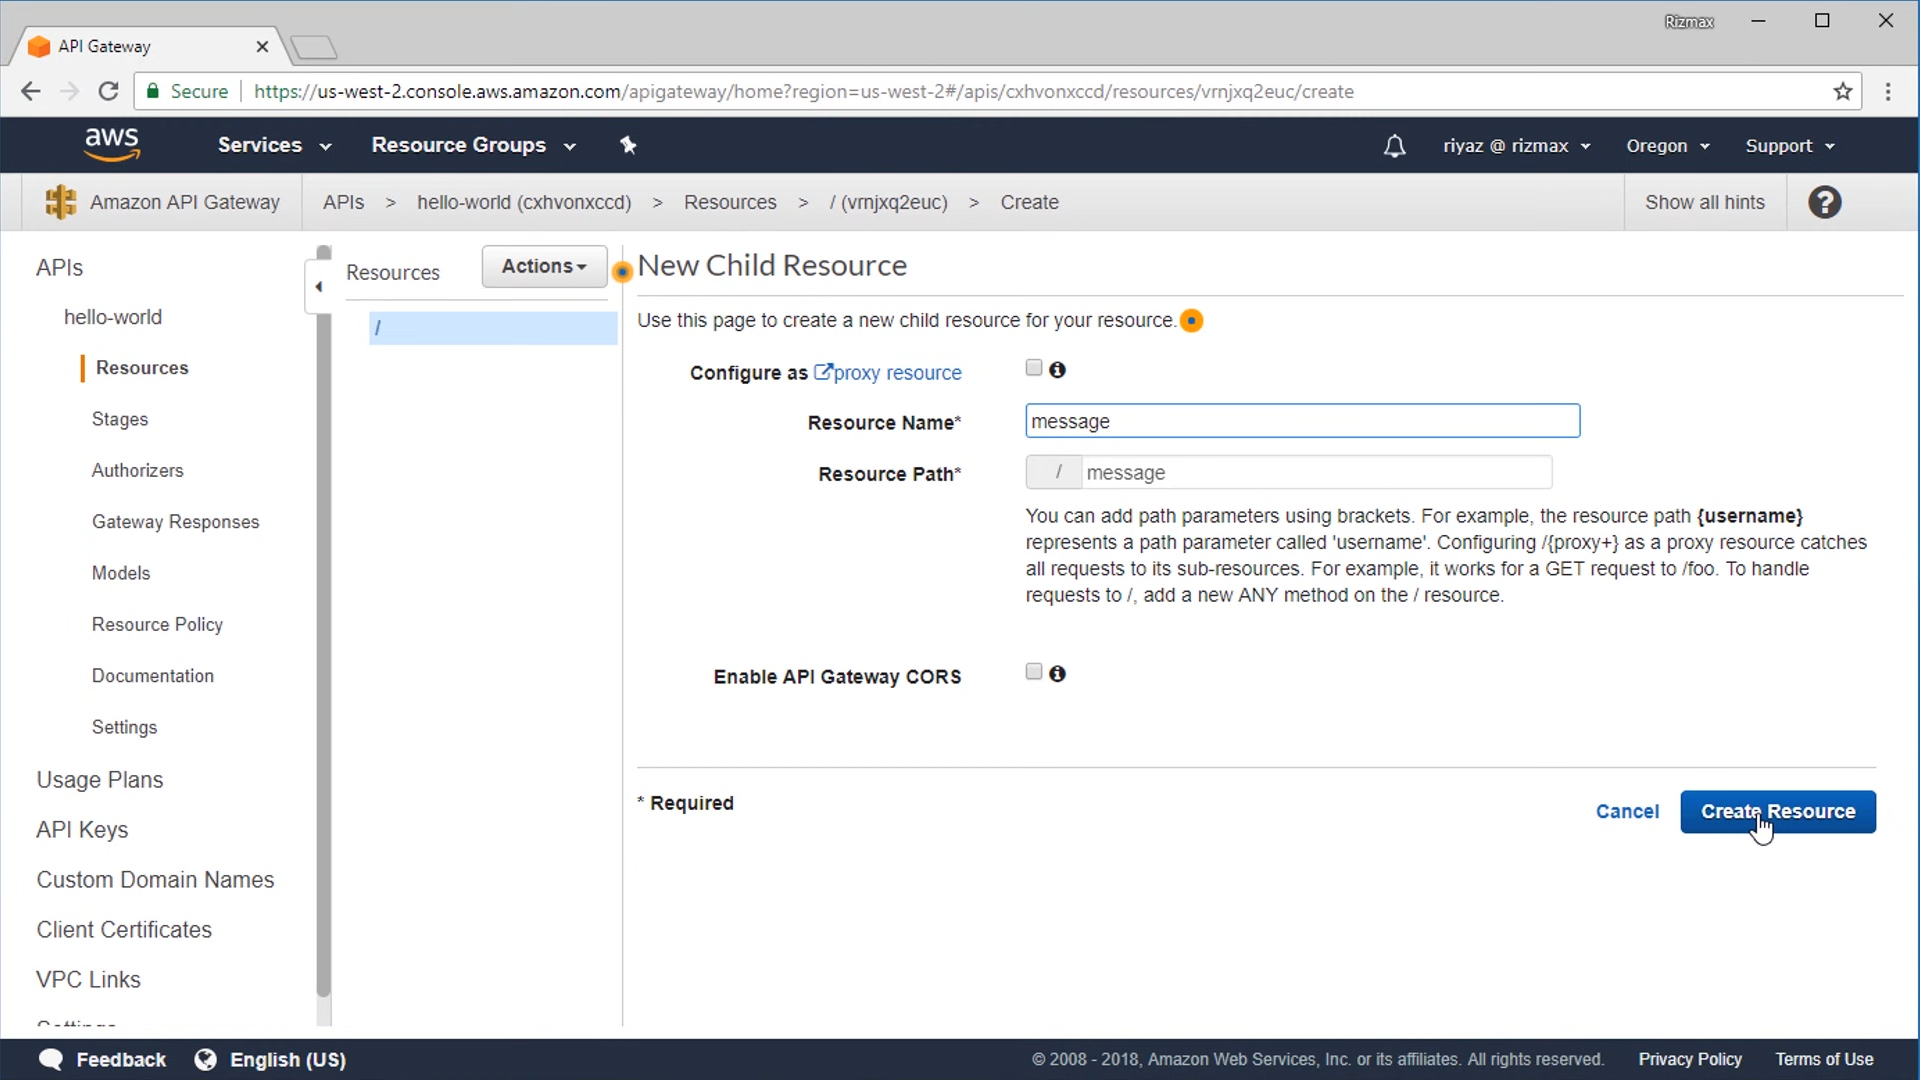 Rizmax
API Gateway
Secure https://us-west-2.console.aws.amazon.com/apigateway/home?region=us-west-2#/apis/cxhvonxccd/resources/vrnjxq2euc/create
aws Services Resource Groups riyaz @ rizmax Oregon Support
Amazon API Gateway APIs > hello-world (cxhvonxccd) > Resources > / (vrnjxq2euc) > Create Show all hints ?
APIs
hello-world
Resources
Stages
Authorizers
Gateway Responses
Models
Resource Policy
Documentation
Settings
Usage Plans
API Keys
Custom Domain Names
Client Certificates
VPC Links
Resources Actions
/
New Child Resource
Use this page to create a new child resource for your resource.
Configure as proxy resource
Resource Name* message
Resource Path* / message
You can add path parameters using brackets. For example, the resource path {username}
represents a path parameter called 'username'. Configuring /{proxy+} as a proxy resource catches
all requests to its sub-resources. For example, it works for a GET request to /foo. To handle
requests to /, add a new ANY method on the / resource.
Enable API Gateway CORS
* Required
Cancel Create Resource
Feedback English (US) © 2008 - 2018, Amazon Web Services, Inc. or its affiliates. All rights reserved. Privacy Policy Terms of Use